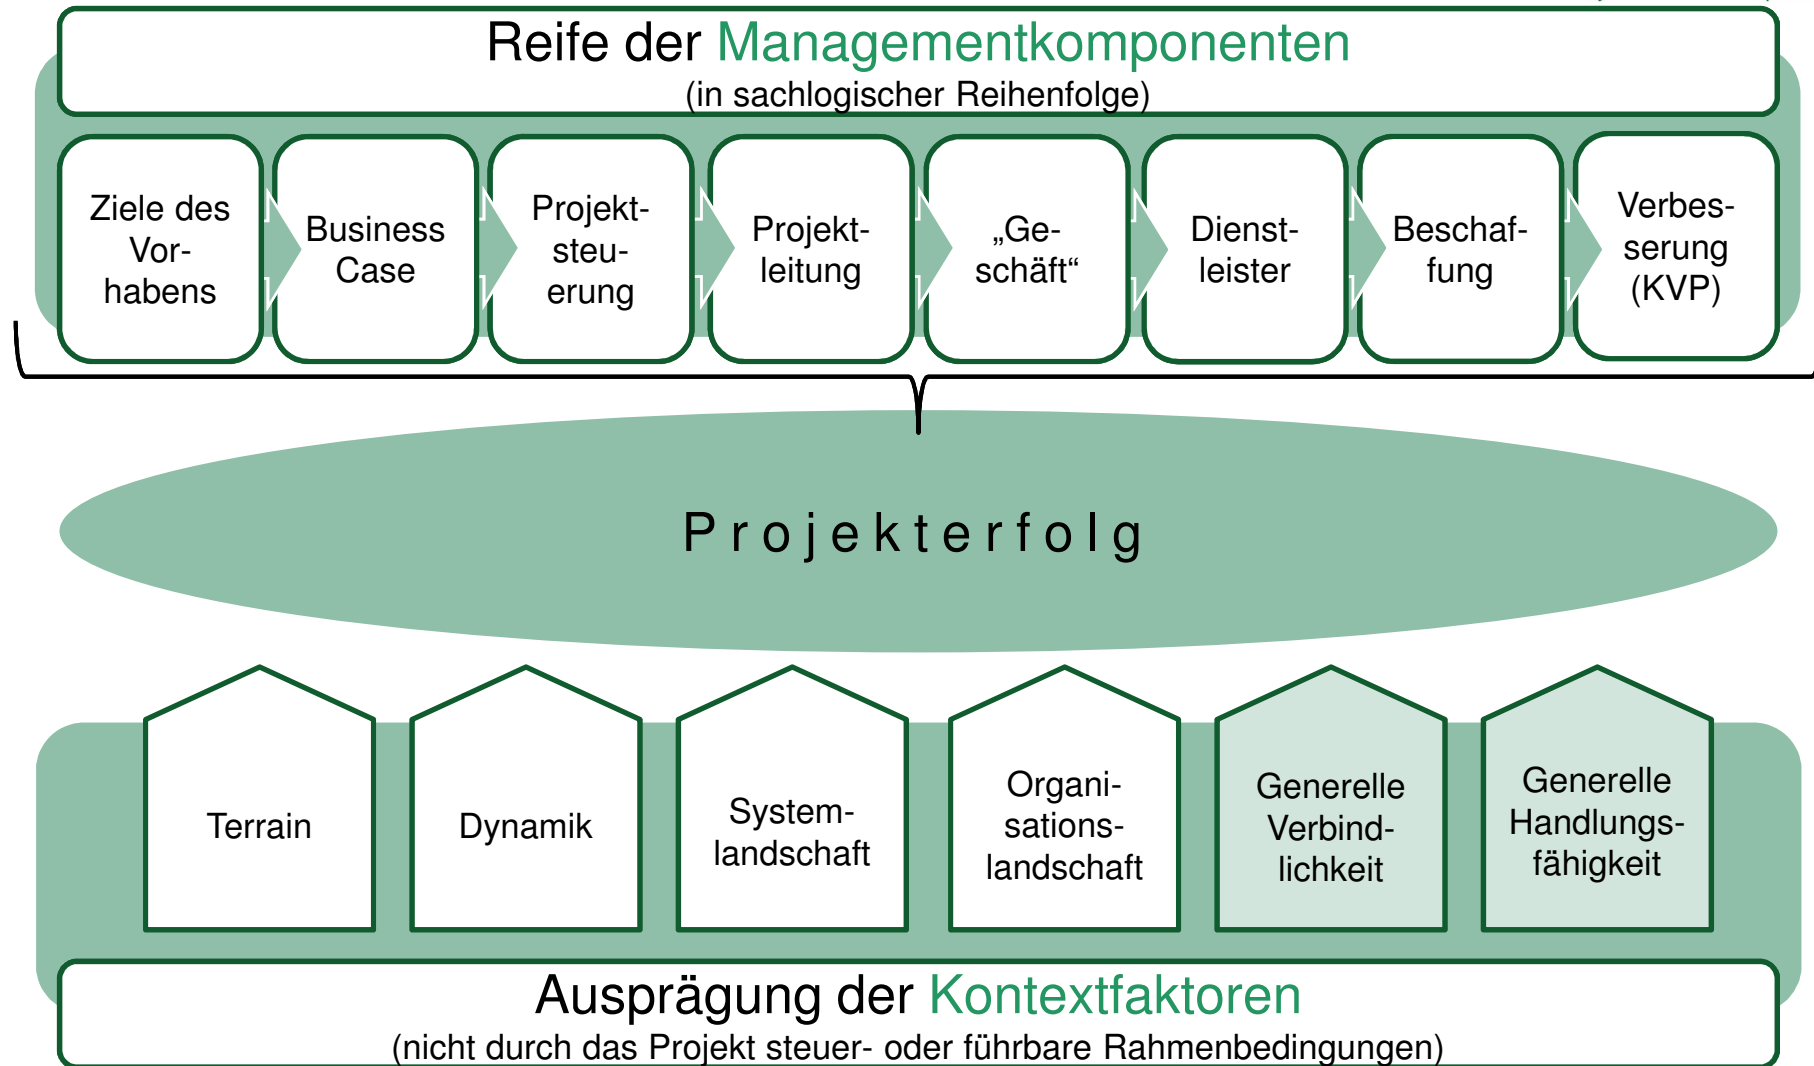 Reife der Managementkomponenten
(in sachlogischer Reihenfolge)
Ziele des
Vor-
habens
Business
Case
Projekt-
steu-
erung
Projekt-
leitung
„Ge-
schäft“
Dienst-
leister
Beschaf-
fung
Verbes-
serung
(KVP)
Projekterfolg
Terrain
Dynamik
System-
landschaft
Organi-
sations-
landschaft
Generelle
Verbind-
lichkeit
Generelle
Handlungs-
fähigkeit
Ausprägung der Kontextfaktoren
(nicht durch das Projekt steuer- oder führbare Rahmenbedingungen)